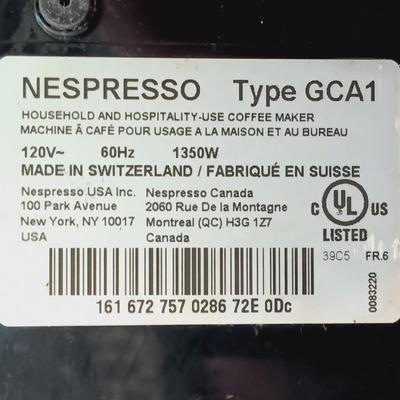 NESPRESSO Type GCA1
HOUSEHOLD AND HOSPITALITY-USE COFFEE MAKER
MACHINE À CAFÉ POUR USAGE A LA MAISON ET AU BUREAU
120V~ 60Hz 1350W
MADE IN SWITZERLAND / FABRIQUÉ EN SUISSE
Nespresso USA Inc. Nespresso Canada
100 Park Avenue 2060 Rue De la Montagne
New York, NY 10017 Montreal (QC) H3G 1Z7
USA Canada
C UL US
LISTED
39C5 FR.6
0083220
161 672 757 0286 72E 0Dc